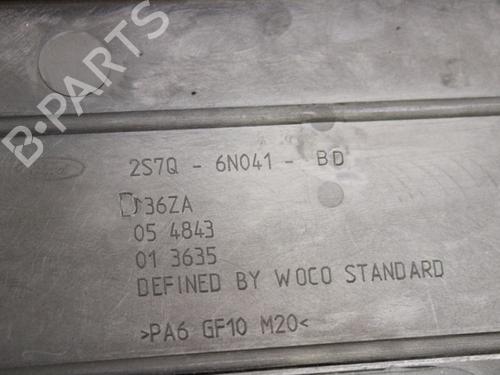 B-PARTS
2S7Q - 6N041 - BD
36ZA
05 4843
01 3635
DEFINED BY WOCO STANDARD
>PA6 GF10 M20<